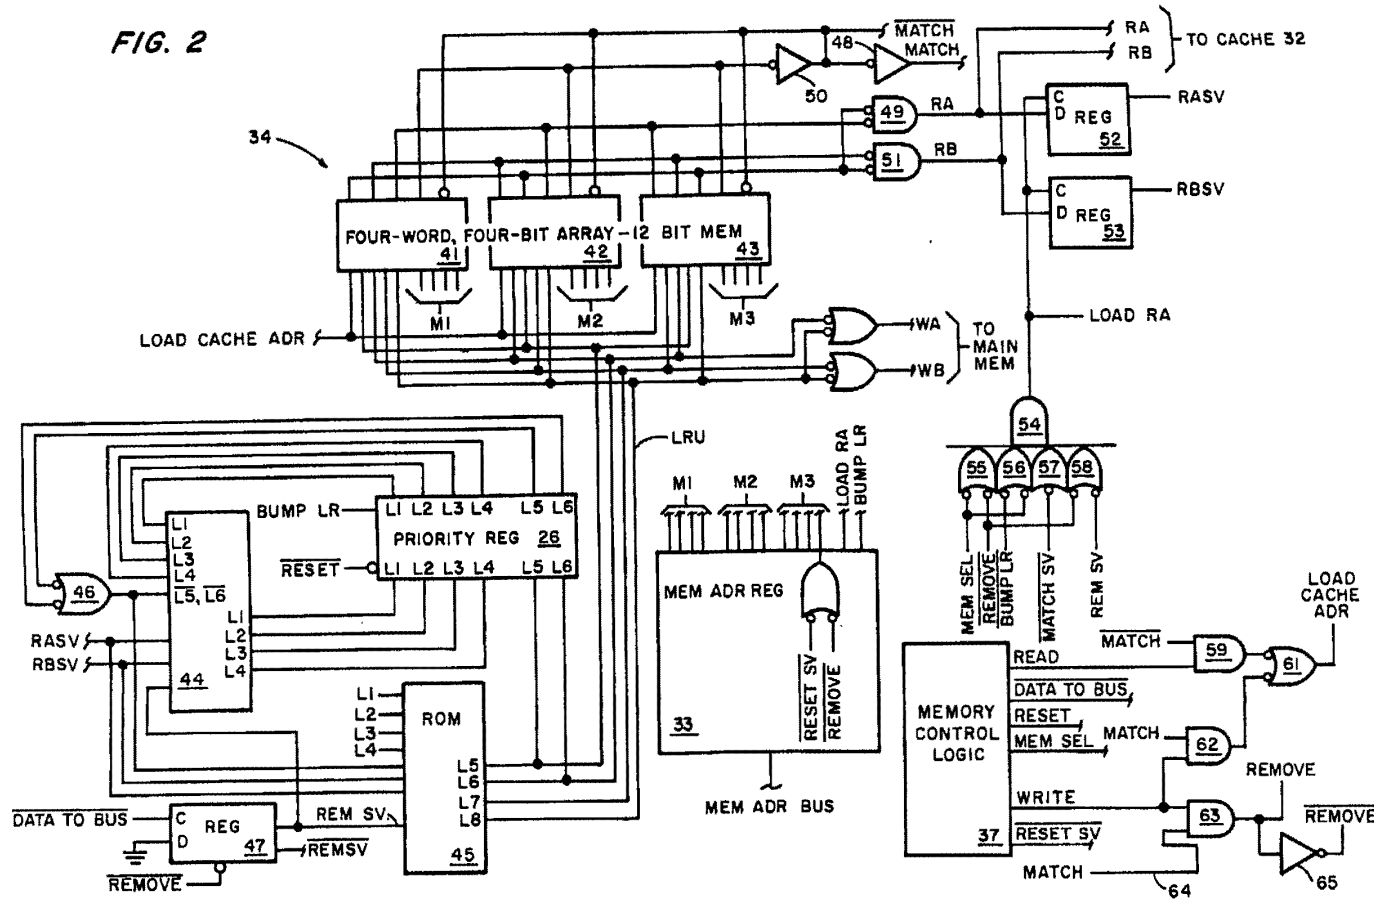 FIG. 2
34
MATCH
MATCH
48
50
RA
RB
TO CACHE 32
49
RA
51
RB
C
D
REG
52
RASV
C
D
REG
53
RBSV
FOUR-WORD, FOUR-BIT ARRAY-12 BIT MEM
41
42
43
M1
M2
M3
LOAD CACHE ADR
WA
WB
TO
MAIN
MEM
LOAD RA
54
55
56
57
58
MEM SEL
REMOVE
BUMP LR
MATCH SV
REM SV
LRU
BUMP LR
L1 L2 L3 L4 L5 L6
PRIORITY REG 26
RESET
L1 L2 L3 L4 L5 L6
L1
L2
L3
L4
L5, L6
L1
L2
L3
L4
44
46
RASV
RBSV
M1
M2
M3
LOAD RA
BUMP LR
MEM ADR REG
RESET SV
REMOVE
33
MEM ADR BUS
L1
L2
L3
L4
ROM
L5
L6
L7
L8
45
DATA TO BUS
C
D
REG
47
REM SV
REMSV
REMOVE
MEMORY
CONTROL
LOGIC
37
READ
DATA TO BUS
RESET
MEM SEL
WRITE
RESET SV
MATCH
59
61
LOAD
CACHE
ADR
MATCH
62
63
REMOVE
REMOVE
MATCH
64
65